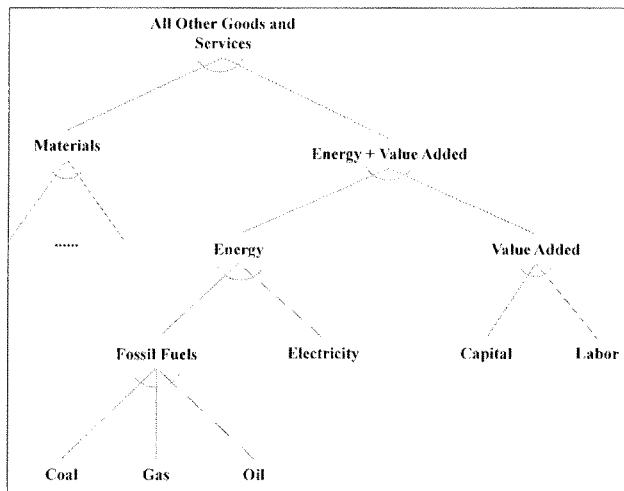 All Other Goods and
Services
Materials
Energy + Value Added
......
Energy
Value Added
Fossil Fuels
Electricity
Capital
Labor
Coal
Gas
Oil